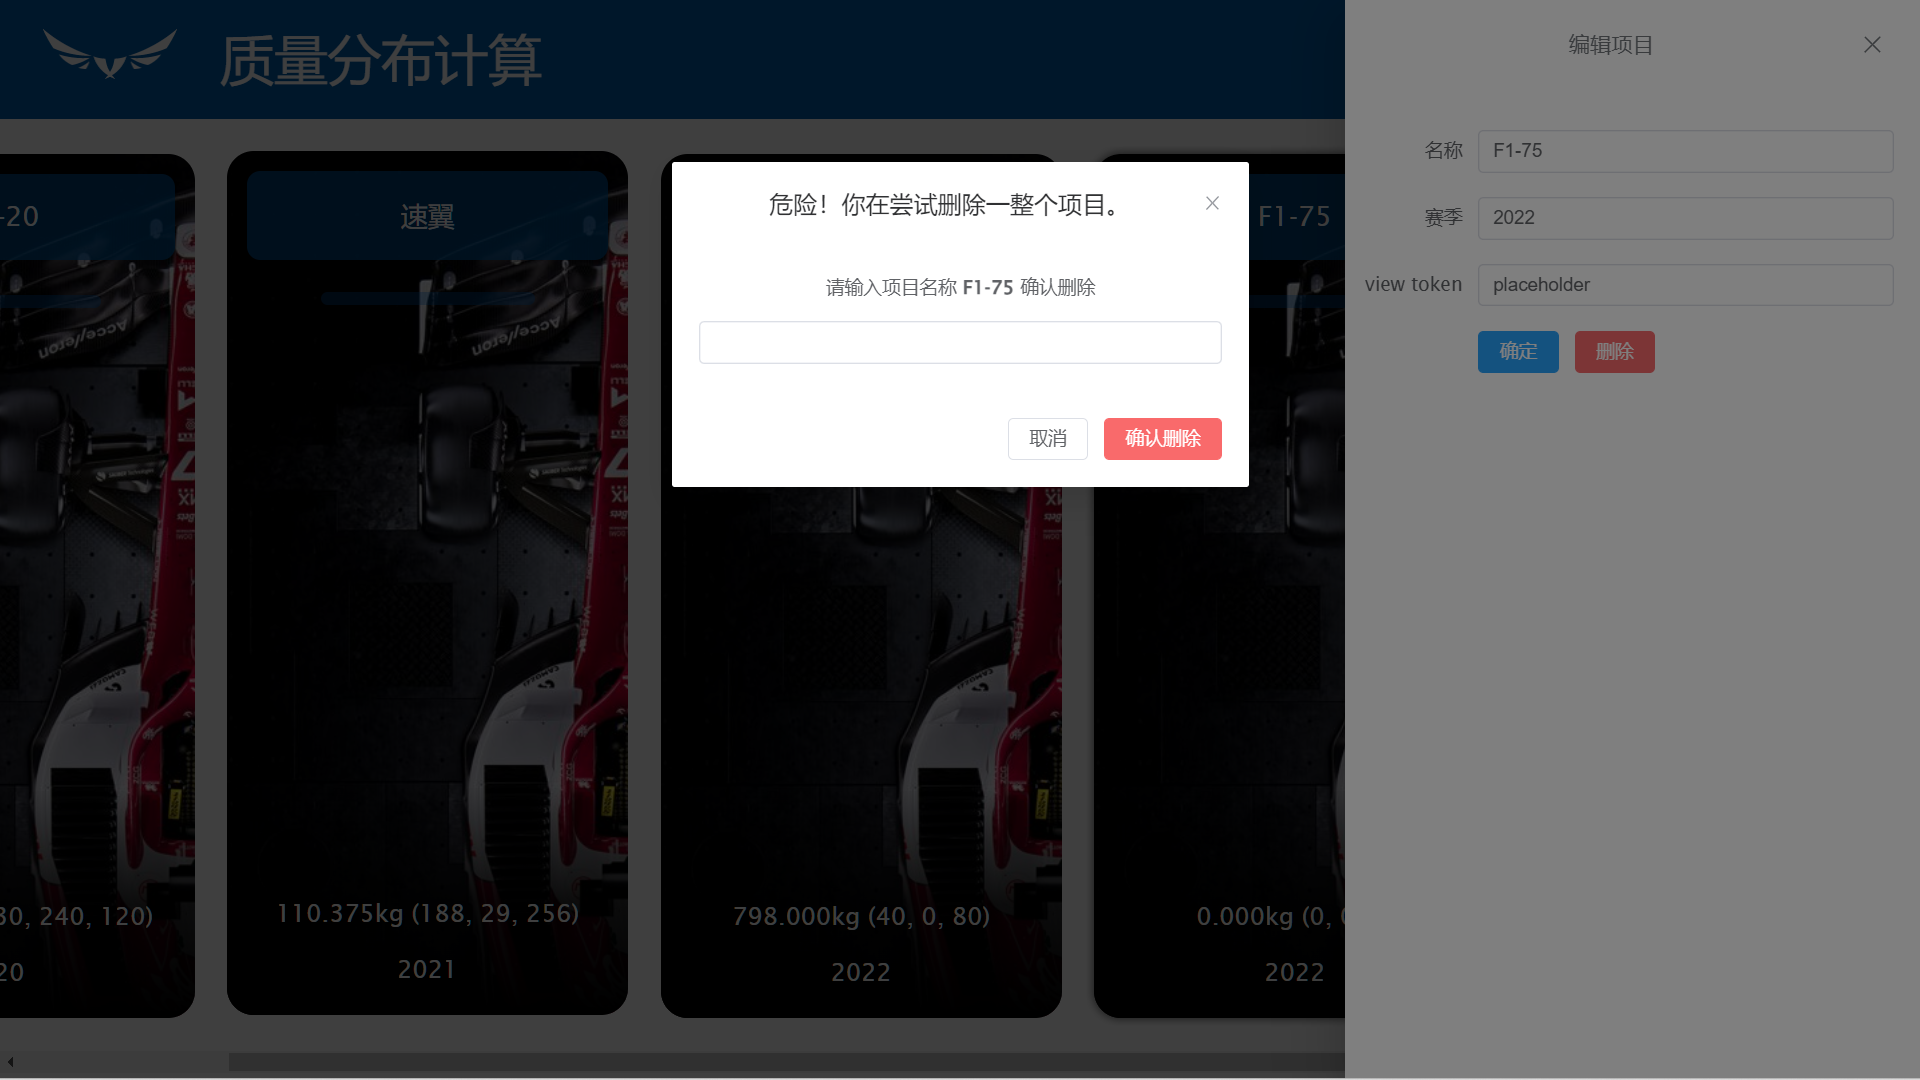 质量分布计算
编辑项目
名称
F1-75
赛季
2022
view token
placeholder
确定
删除
危险！你在尝试删除一整个项目。
请输入项目名称 F1-75 确认删除
取消
确认删除
-20
30, 240, 120)
20
速翼
110.375kg (188, 29, 256)
2021
798.000kg (40, 0, 80)
2022
F1-75
0.000kg (0, 
2022